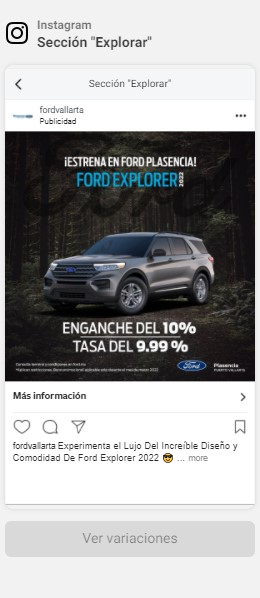 Instagram
Sección "Explorar"
Sección "Explorar"
fordvallarta
Publicidad
¡ESTRENA EN FORD PLASENCIA!
FORD EXPLORER 2022
ENGANCHE DEL 10%
TASA DEL 9.99 %
Ford
Plasencia
PUERTO VALLARTA
Más información
fordvallarta Experimenta el Lujo Del Increíble Diseño y
Comodidad De Ford Explorer 2022 😎 ... more
Ver variaciones